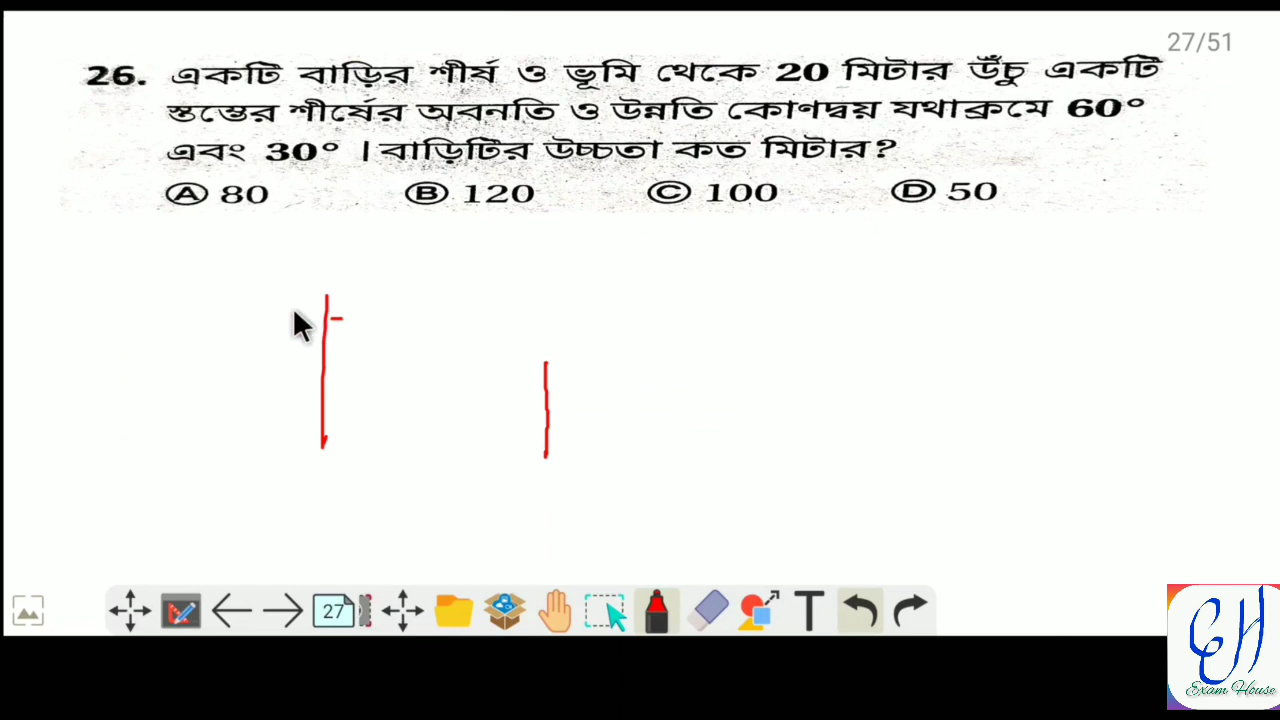 27/51
26. একটি বাড়ির শীর্ষ ও ভূমি থেকে 20 মিটার উঁচু একটি
স্তম্ভের শীর্ষের অবনতি ও উন্নতি কোণদ্বয় যথাক্রমে 60°
এবং 30° । বাড়িটির উচ্চতা কত মিটার?
Ⓐ 80 Ⓑ 120 Ⓒ 100 Ⓓ 50
27 T
EH
Exam House